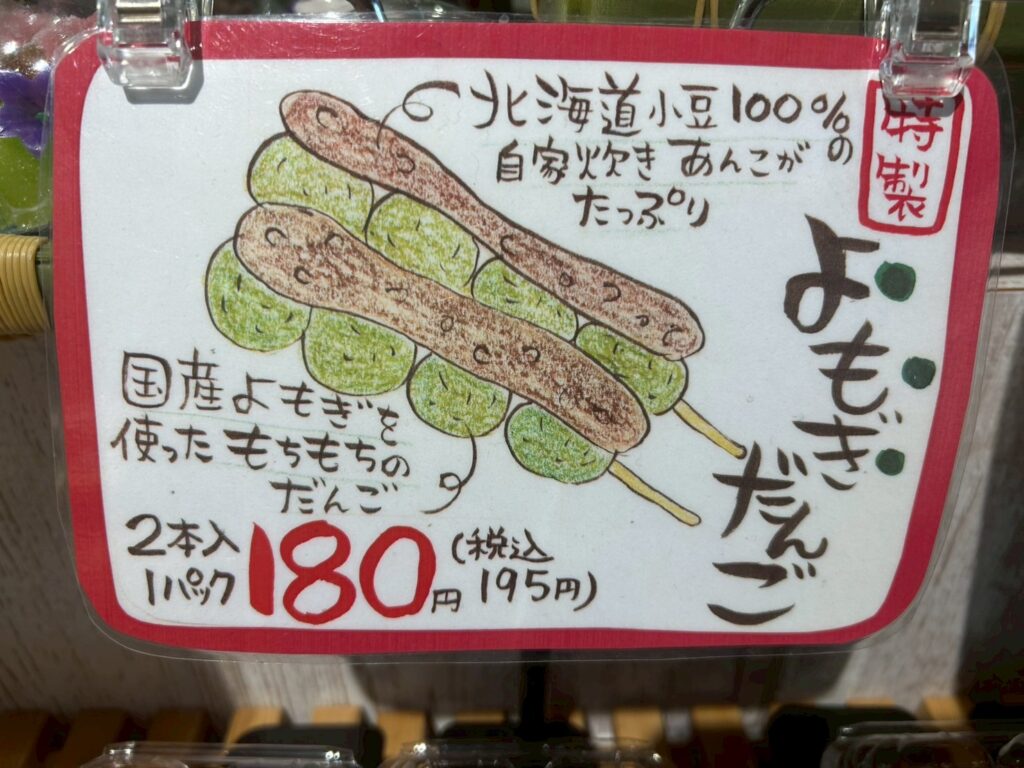 特製
よもぎ
だんご
北海道小豆100%の
自家炊きあんこが
たっぷり
国産よもぎを
使ったもちもちの
だんご
2本入
1パック
180円
(税込
195円)